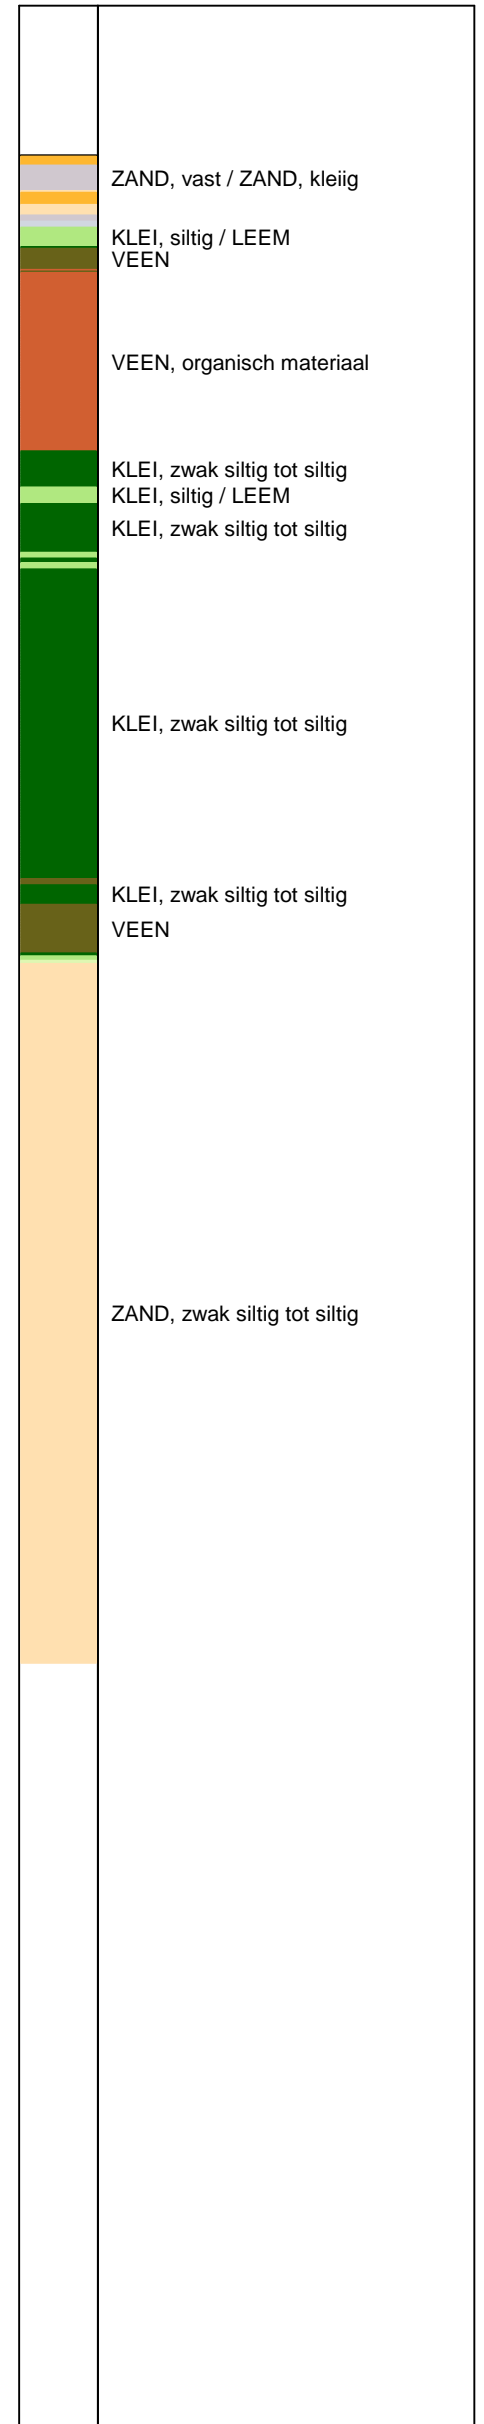 ZAND, vast / ZAND, kleiig
KLEI, siltig / LEEM
VEEN
VEEN, organisch materiaal
KLEI, zwak siltig tot siltig
KLEI, siltig / LEEM
KLEI, zwak siltig tot siltig
KLEI, zwak siltig tot siltig
KLEI, zwak siltig tot siltig
VEEN
ZAND, zwak siltig tot siltig